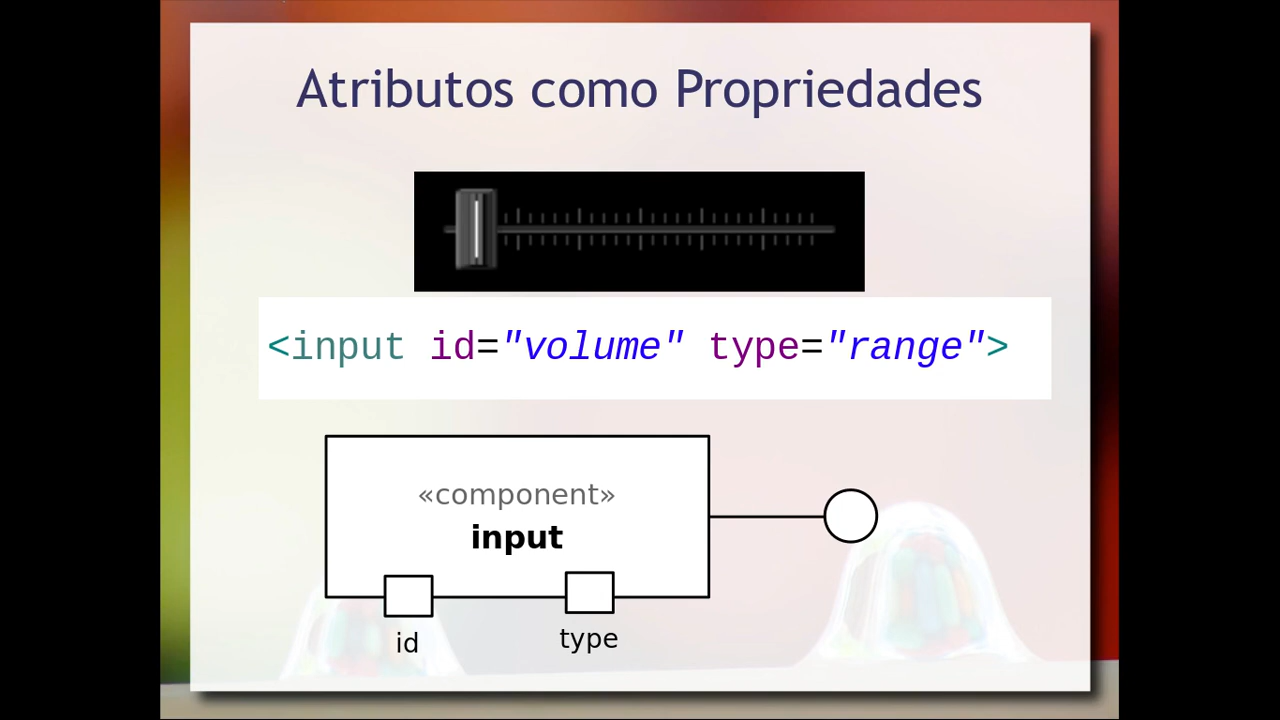 Atributos como Propriedades
<input id="volume" type="range">
«component»
input
id
type